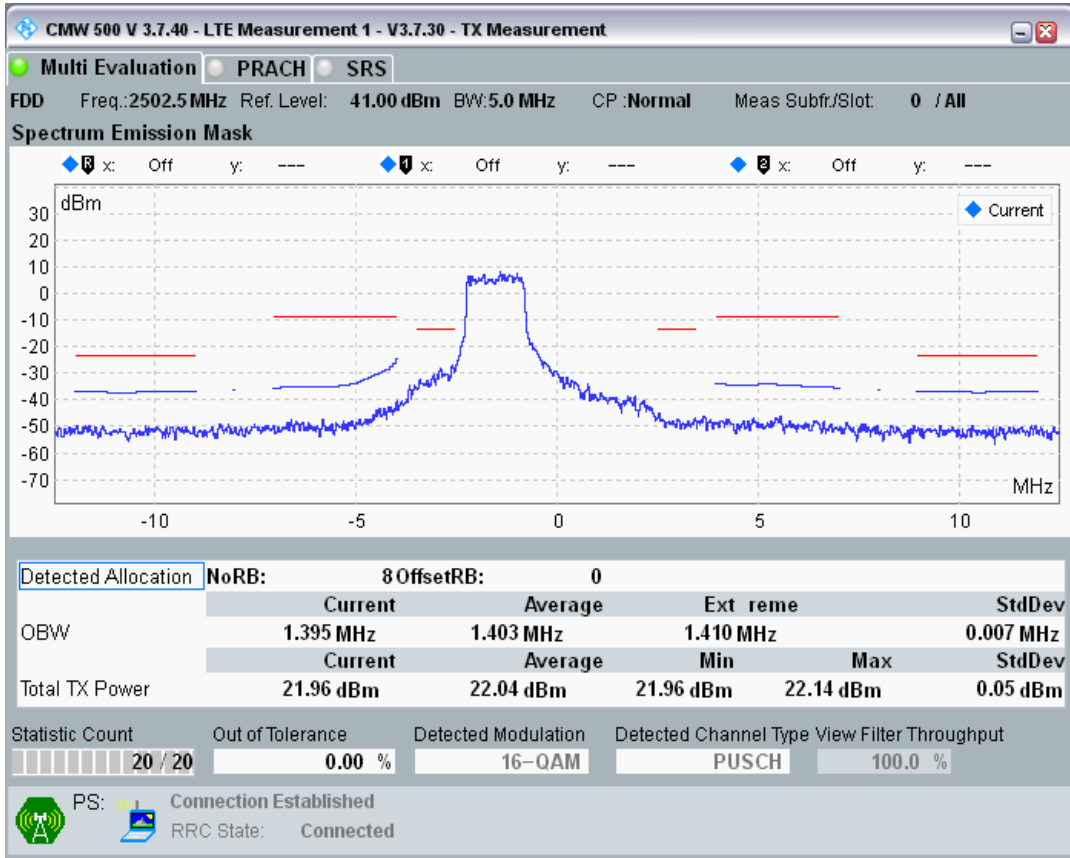 CMW 500 V 3.7.40 - LTE Measurement 1 - V3.7.30 - TX Measurement
Multi Evaluation PRACH SRS
FDD Freq.:2502.5 MHz Ref. Level: 41.00 dBm BW:5.0 MHz CP :Normal Meas Subfr./Slot: 0 / All
Spectrum Emission Mask
R x: Off y: --- 1 x: Off y: --- 2 x: Off y: ---
dBm
Current
30
20
10
0
-10
-20
-30
-40
-50
-60
-70
MHz
-10 -5 0 5 10
Detected Allocation NoRB: 8 OffsetRB: 0
Current Average Ext reme StdDev
OBW 1.395 MHz 1.403 MHz 1.410 MHz 0.007 MHz
Current Average Min Max StdDev
Total TX Power 21.96 dBm 22.04 dBm 21.96 dBm 22.14 dBm 0.05 dBm
Statistic Count Out of Tolerance Detected Modulation Detected Channel Type View Filter Throughput
20 / 20 0.00 % 16-QAM PUSCH 100.0 %
PS: Connection Established
RRC State: Connected